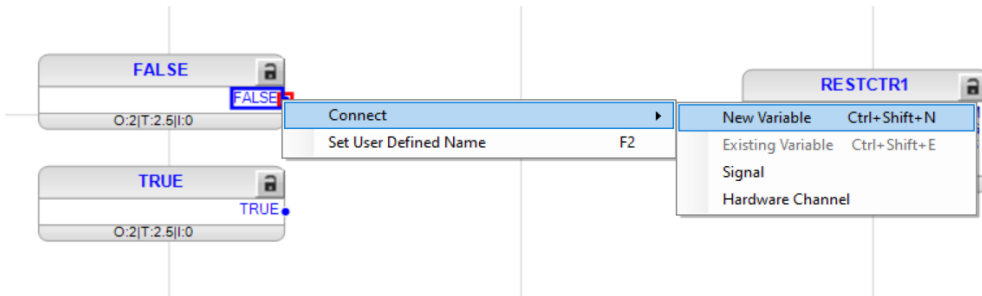 FALSE
FALSE
O:2|T:2.5|I:0
TRUE
TRUE
O:2|T:2.5|I:0
Connect
Set User Defined Name F2
RESTCTR1
New Variable Ctrl+Shift+N
Existing Variable Ctrl+Shift+E
Signal
Hardware Channel